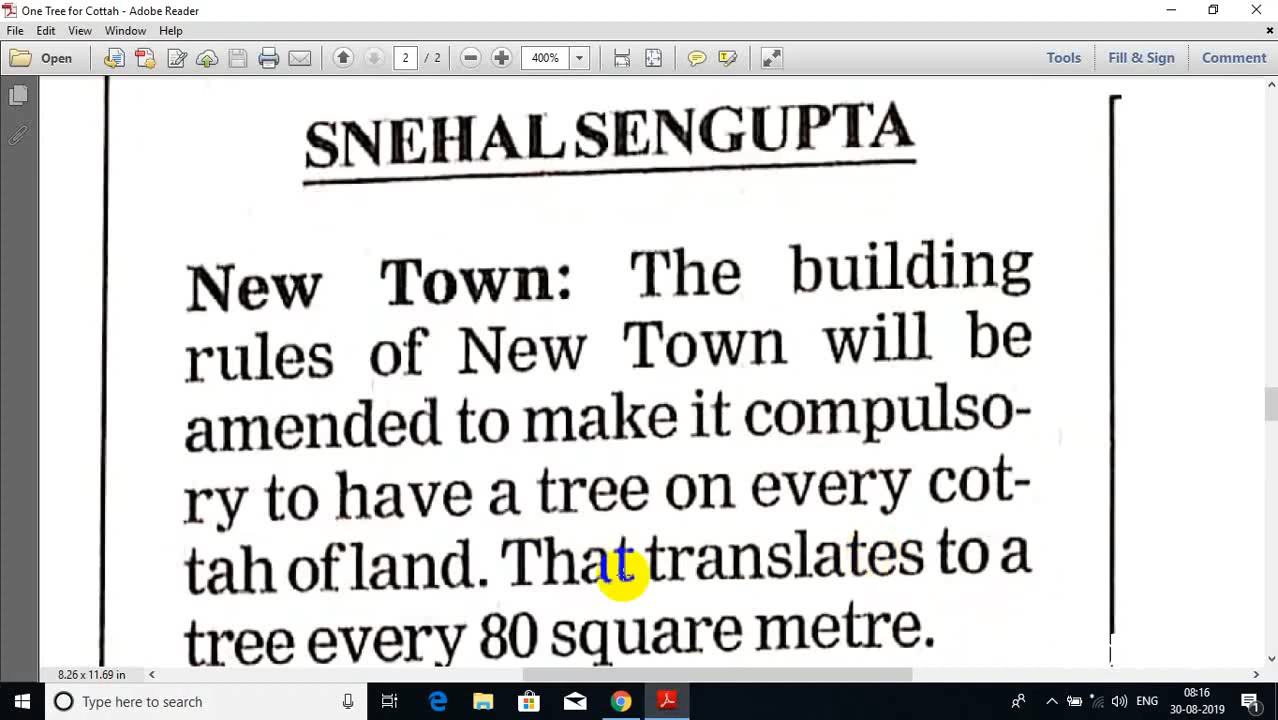 One Tree for Cottah - Adobe Reader
File Edit View Window Help
Open 2 / 2 400% Tools Fill & Sign Comment
SNEHAL SENGUPTA
New Town: The building
rules of New Town will be
amended to make it compulso-
ry to have a tree on every cot-
tah of land. That translates to a
tree every 80 square metre.
8.26 x 11.69 in
Type here to search
ENG
08:16
30-08-2019
1